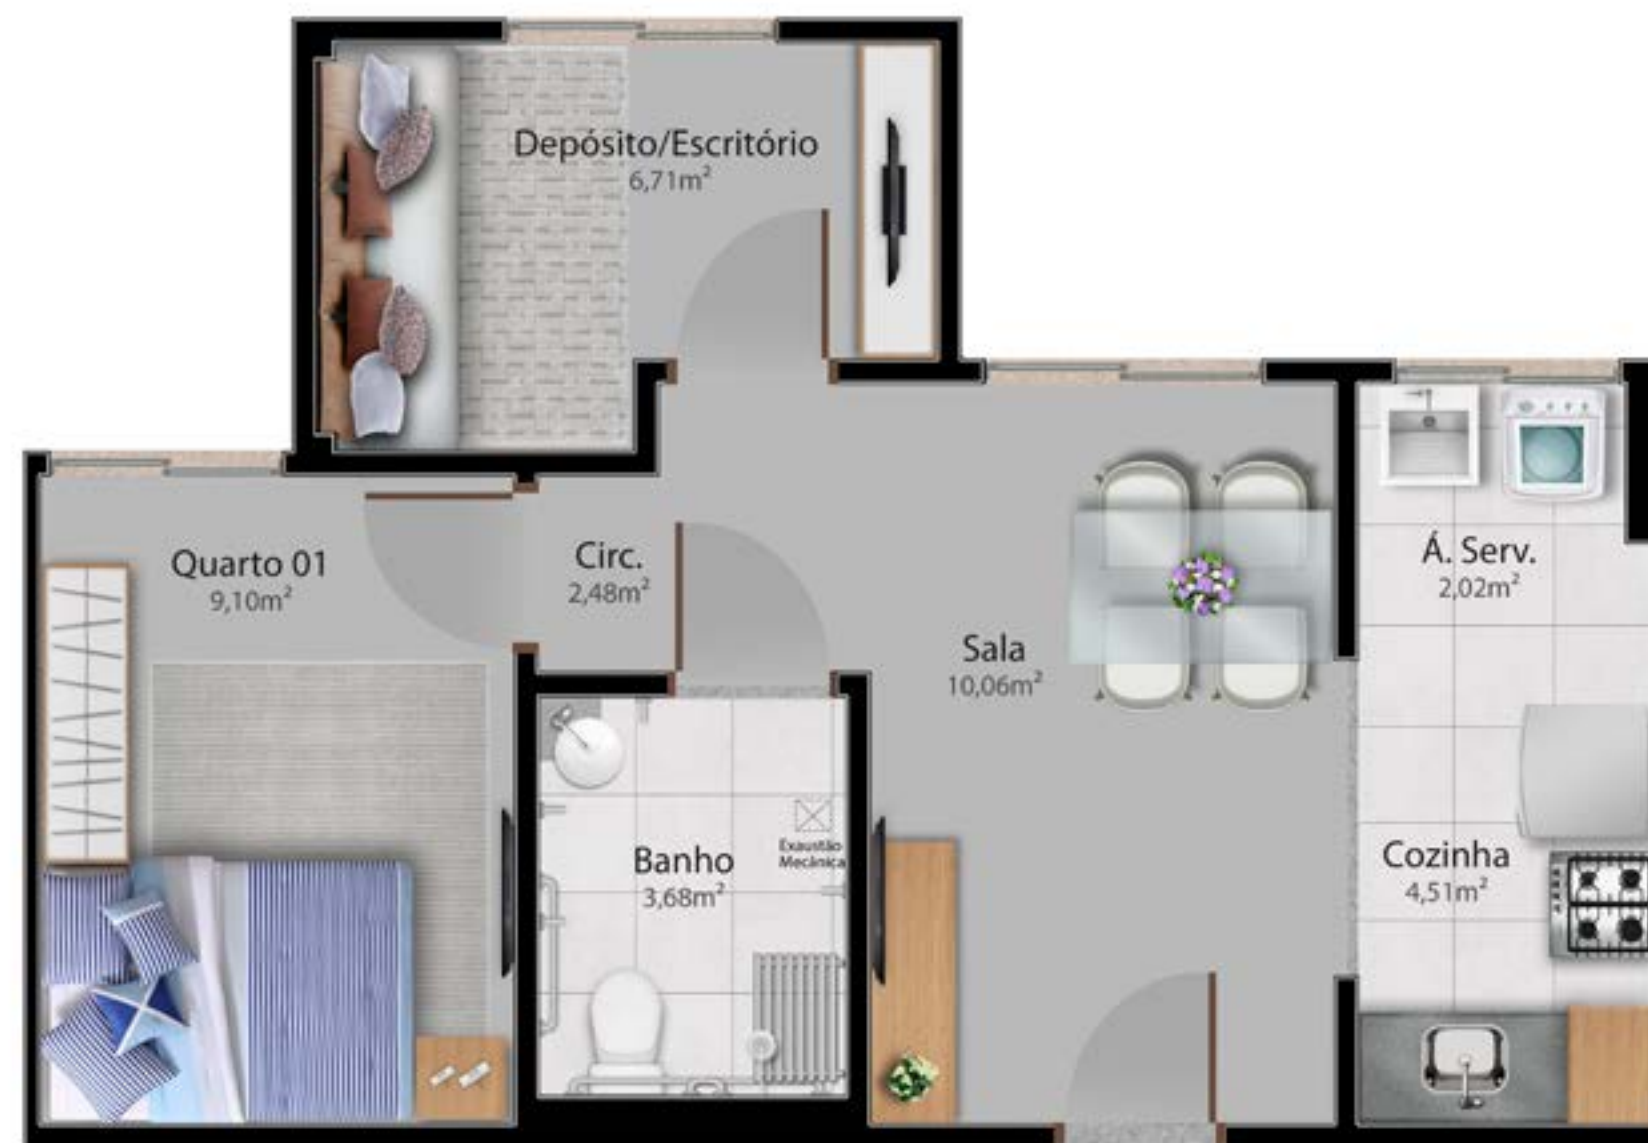 Depósito/Escritório
6,71m²
Quarto 01
9,10m²
Circ.
2,48m²
Sala
10,06m²
Á. Serv.
2,02m²
Banho
3,68m²
Exaustão
Mecânica
Cozinha
4,51m²